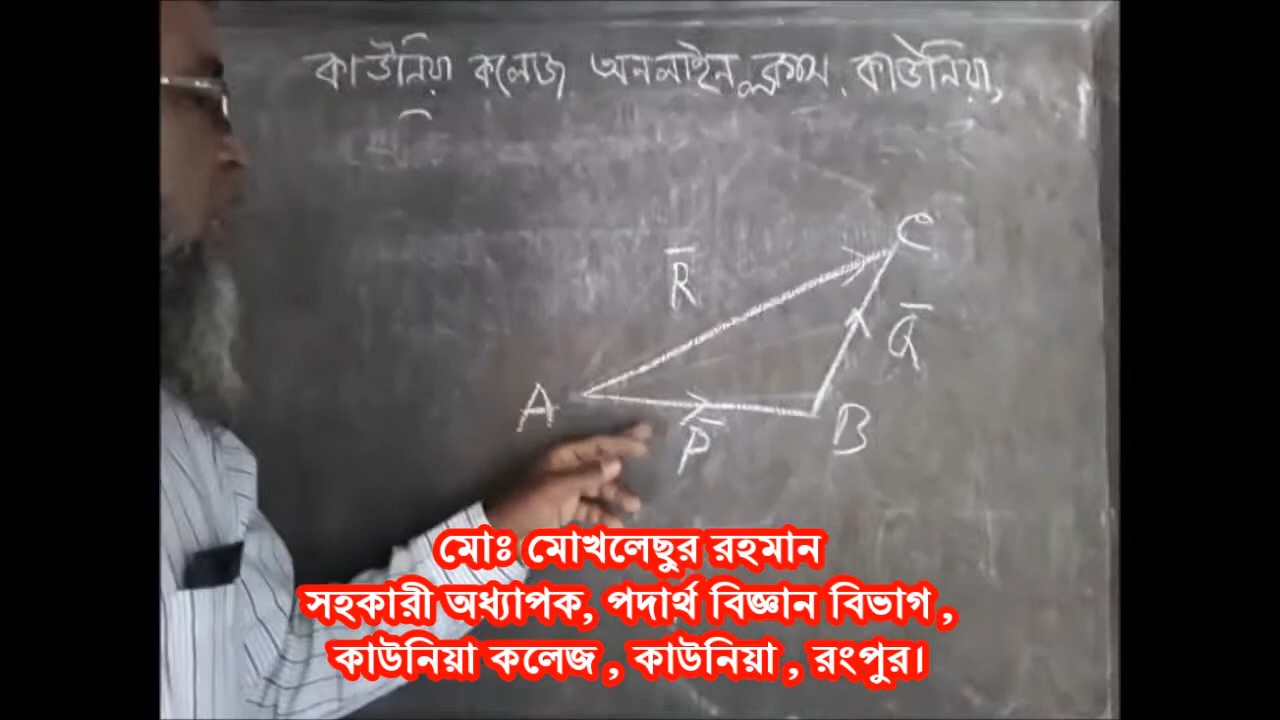 কাউনিয়া কলেজ অনলাইন ক্লাস, কাউনিয়া,
C
R̅
Q̅
A
B
P̅
মোঃ মোখলেছুর রহমান
সহকারী অধ্যাপক, পদার্থ বিজ্ঞান বিভাগ ,
কাউনিয়া কলেজ , কাউনিয়া , রংপুর।